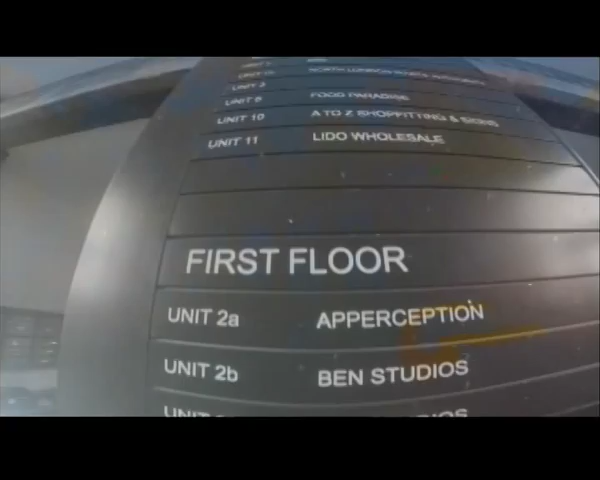 UNIT 9 FOOD PARADISE
UNIT 10 A TO Z SHOPFITTING & SIGNS
UNIT 11 LIDO WHOLESALE
FIRST FLOOR
UNIT 2a APPERCEPTION
UNIT 2b BEN STUDIOS